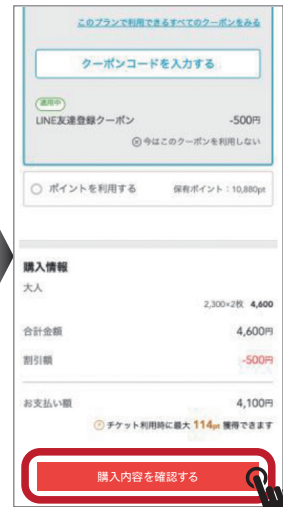 このプランで利用できるすべてのクーポンをみる
クーポンコードを入力する
適用中
LINE友達登録クーポン -500円
今はこのクーポンを利用しない
ポイントを利用する 保有ポイント：10,880pt
購入情報
大人
2,300×2枚 4,600
合計金額 4,600円
割引額 -500円
お支払い額 4,100円
チケット利用時に最大 114pt 獲得できます
購入内容を確認する